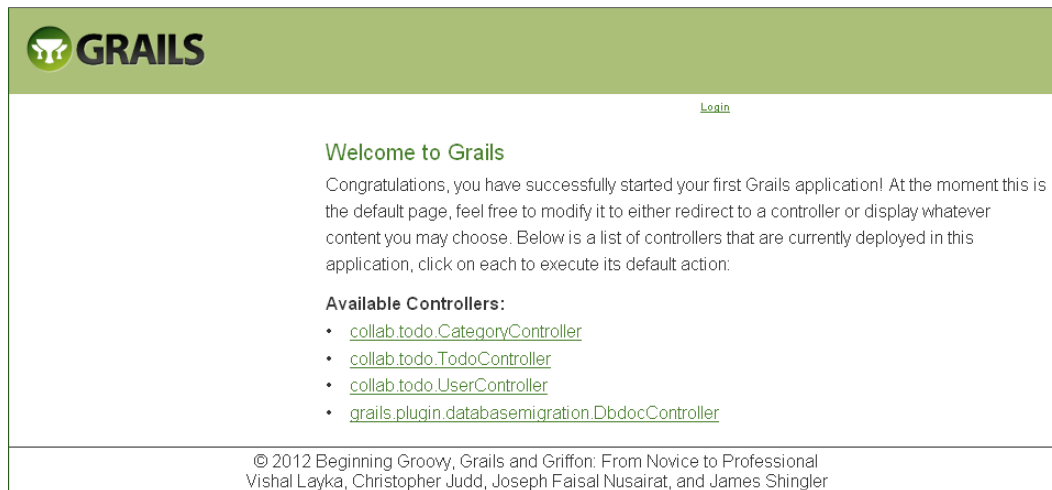 GRAILS
Login
Welcome to Grails
Congratulations, you have successfully started your first Grails application! At the moment this is
the default page, feel free to modify it to either redirect to a controller or display whatever
content you may choose. Below is a list of controllers that are currently deployed in this
application, click on each to execute its default action:
Available Controllers:
• collab.todo.CategoryController
• collab.todo.TodoController
• collab.todo.UserController
• grails.plugin.databasemigration.DbdocController
© 2012 Beginning Groovy, Grails and Griffon: From Novice to Professional
Vishal Layka, Christopher Judd, Joseph Faisal Nusairat, and James Shingler